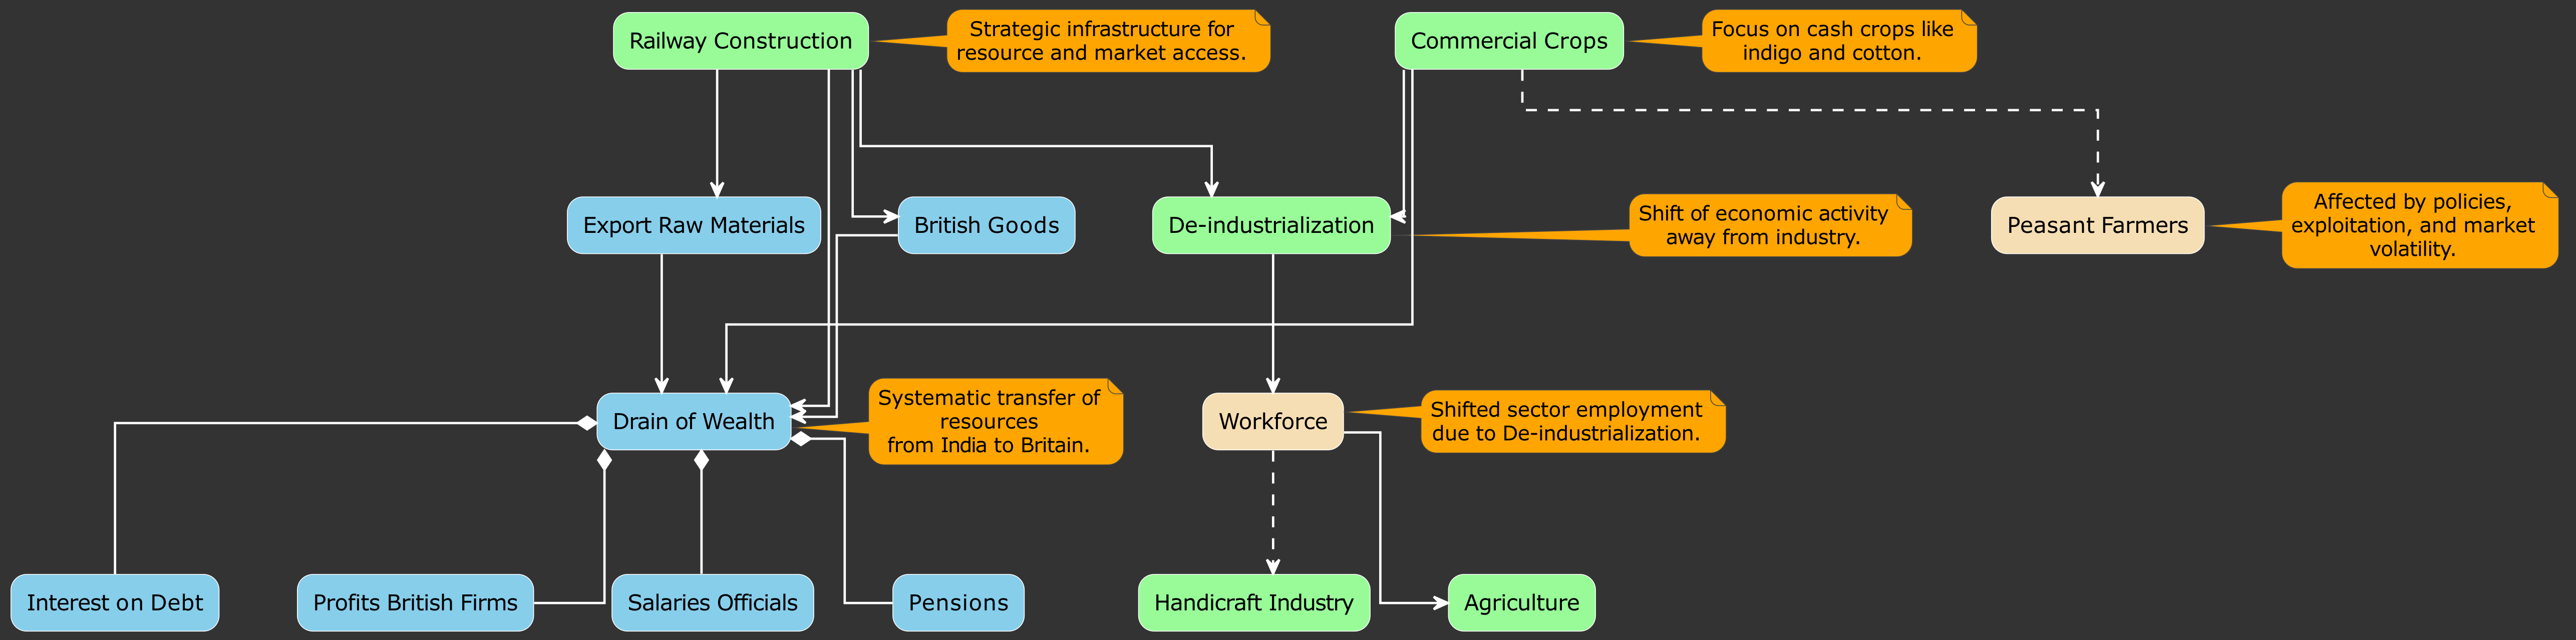 Railway Construction
Strategic infrastructure for
resource and market access.
Commercial Crops
Focus on cash crops like
indigo and cotton.
Export Raw Materials
British Goods
De-industrialization
Shift of economic activity
away from industry.
Peasant Farmers
Affected by policies,
exploitation, and market
volatility.
Drain of Wealth
Systematic transfer of
resources
from India to Britain.
Workforce
Shifted sector employment
due to De-industrialization.
Interest on Debt
Profits British Firms
Salaries Officials
Pensions
Handicraft Industry
Agriculture